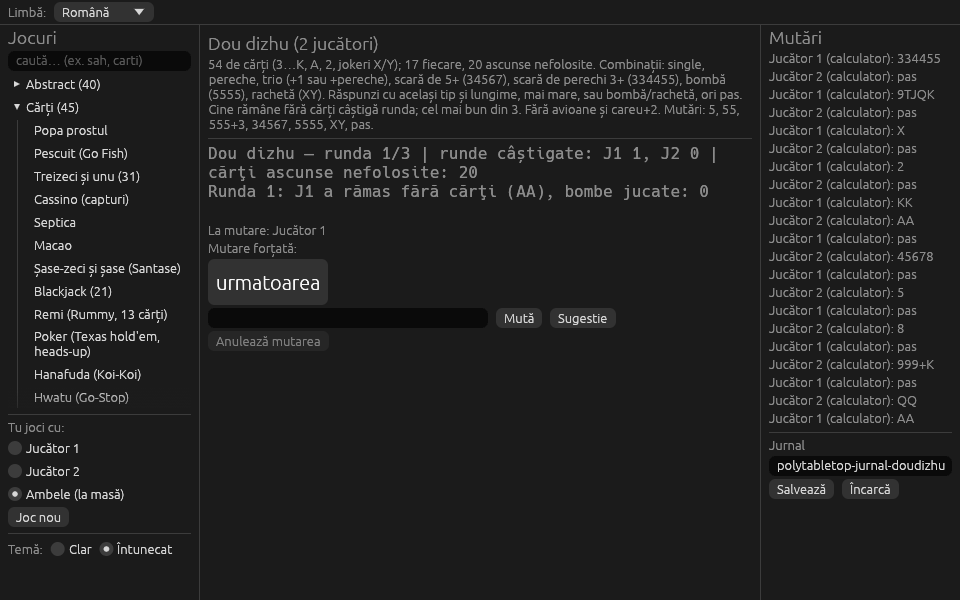 Limbă: Română
Jocuri
caută... (ex. sah, carti)
Abstract (40)
Cărți (45)
Popa prostul
Pescuit (Go Fish)
Treizeci și unu (31)
Cassino (capturi)
Septica
Macao
Șase-zeci și șase (Santase)
Blackjack (21)
Remi (Rummy, 13 cărți)
Poker (Texas hold'em,
heads-up)
Hanafuda (Koi-Koi)
Hwatu (Go-Stop)
Tu joci cu:
Jucător 1
Jucător 2
Ambele (la masă)
Joc nou
Temă: Clar Întunecat
Dou dizhu (2 jucători)
54 de cărți (3...K, A, 2, jokeri X/Y); 17 fiecare, 20 ascunse nefolosite. Combinații: single,
pereche, trio (+1 sau +pereche), scară de 5+ (34567), scară de perechi 3+ (334455), bombă
(5555), rachetă (XY). Răspunzi cu același tip și lungime, mai mare, sau bombă/rachetă, ori pas.
Cine rămâne fără cărți câștigă runda; cel mai bun din 3. Fără avioane și careu+2. Mutări: 5, 55,
555+3, 34567, 5555, XY, pas.
Dou dizhu — runda 1/3 | runde câștigate: J1 1, J2 0 |
cărți ascunse nefolosite: 20
Runda 1: J1 a rămas fără cărți (AA), bombe jucate: 0
La mutare: Jucător 1
Mutare forțată:
urmatoarea
Mută Sugestie
Anulează mutarea
Mutări
Jucător 1 (calculator): 334455
Jucător 2 (calculator): pas
Jucător 1 (calculator): 9TJQK
Jucător 2 (calculator): pas
Jucător 1 (calculator): X
Jucător 2 (calculator): pas
Jucător 1 (calculator): 2
Jucător 2 (calculator): pas
Jucător 1 (calculator): KK
Jucător 2 (calculator): AA
Jucător 1 (calculator): pas
Jucător 2 (calculator): 45678
Jucător 1 (calculator): pas
Jucător 2 (calculator): 5
Jucător 1 (calculator): pas
Jucător 2 (calculator): 8
Jucător 1 (calculator): pas
Jucător 2 (calculator): 999+K
Jucător 1 (calculator): pas
Jucător 2 (calculator): QQ
Jucător 1 (calculator): AA
Jurnal
polytabletop-jurnal-doudizhu
Salvează Încarcă